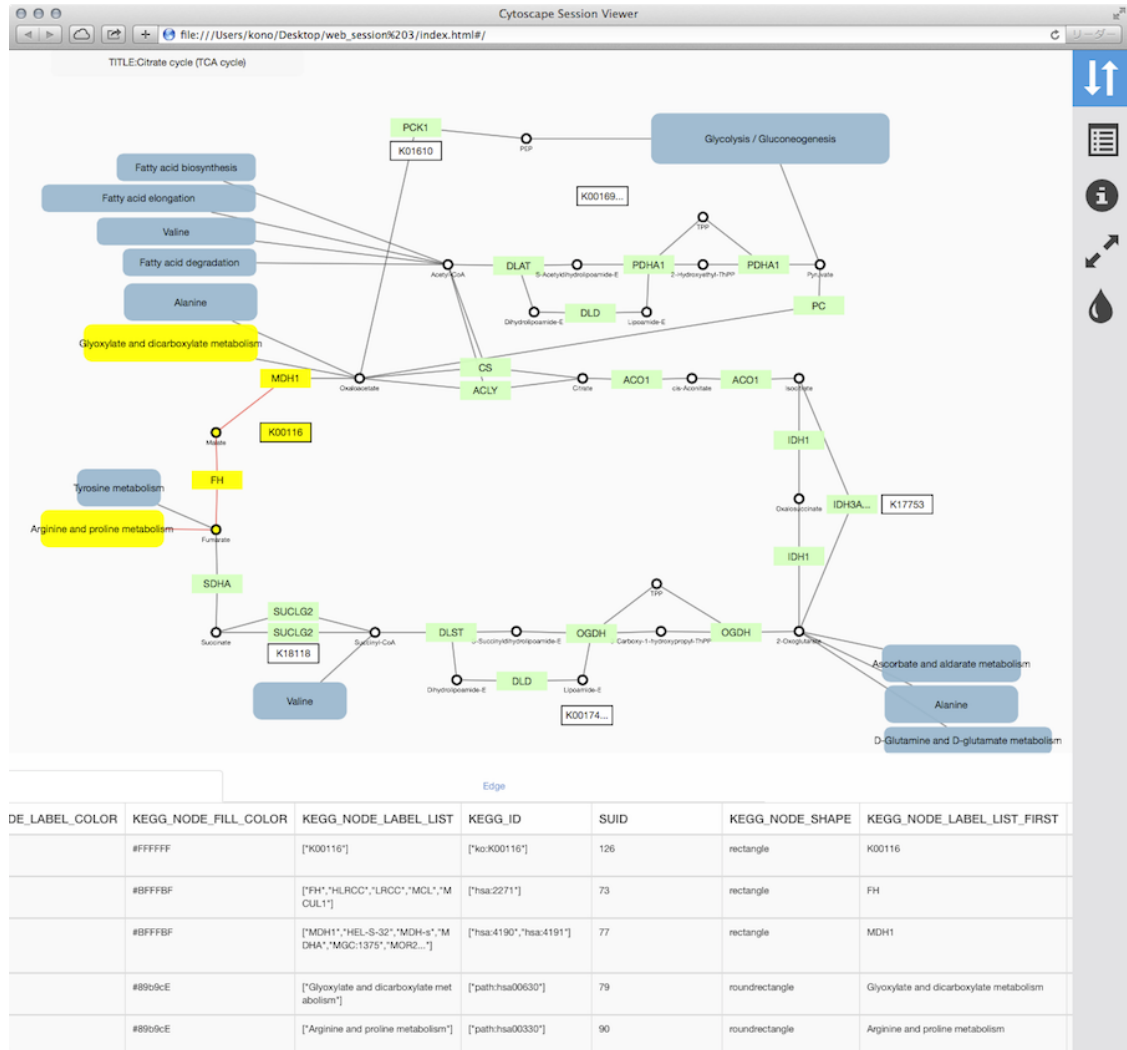 Cytoscape Session Viewer
file:///Users/kono/Desktop/web_session%203/index.html#/
リーダー
TITLE:Citrate cycle (TCA cycle)
PCK1
K01610
PEP
Glycolysis / Gluconeogenesis
Fatty acid biosynthesis
Fatty acid elongation
K00169...
Valine
TPP
Fatty acid degradation
Acetyl-CoA
DLAT
S-Acetyldihydrolipoamide-E
PDHA1
2-Hydroxyethyl-ThPP
PDHA1
Pyruvate
Alanine
Dihydrolipoamide-E
DLD
Lipoamide-E
PC
Glyoxylate and dicarboxylate metabolism
CS
MDH1
Oxaloacetate
ACLY
Citrate
ACO1
cis-Aconitate
ACO1
Isocitrate
Malate
K00116
IDH1
FH
Tyrosine metabolism
Oxalosuccinate
IDH3A...
K17753
Arginine and proline metabolism
Fumarate
IDH1
SDHA
TPP
SUCLG2
Succinate
SUCLG2
Succinyl-CoA
DLST
S-Succinyldihydrolipoamide-E
OGDH
Carboxy-1-hydroxypropyl-ThPP
OGDH
2-Oxoglutarate
K18118
Ascorbate and aldarate metabolism
Valine
Dihydrolipoamide-E
DLD
Lipoamide-E
Alanine
K00174...
D-Glutamine and D-glutamate metabolism
Edge
DE_LABEL_COLOR KEGG_NODE_FILL_COLOR KEGG_NODE_LABEL_LIST KEGG_ID SUID KEGG_NODE_SHAPE KEGG_NODE_LABEL_LIST_FIRST
#FFFFFF ["K00116"] ["ko:K00116"] 126 rectangle K00116
#BFFFBF ["FH","HLRCC","LRCC","MCL","M ["hsa:2271"] 73 rectangle FH
CUL1"]
#BFFFBF ["MDH1","HEL-S-32","MDH-s","M ["hsa:4190","hsa:4191"] 77 rectangle MDH1
DHA","MGC:1375","MOR2..."]
#89b9cE ["Glyoxylate and dicarboxylate met ["path:hsa00630"] 79 roundrectangle Glyoxylate and dicarboxylate metabolism
abolism"]
#89b9cE ["Arginine and proline metabolism"] ["path:hsa00330"] 90 roundrectangle Arginine and proline metabolism